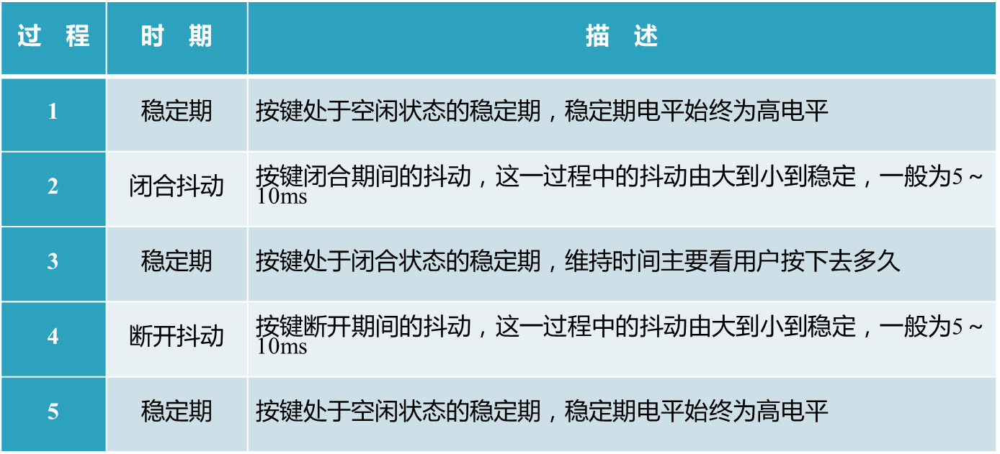 过 程 时 期 描 述
1 稳定期 按键处于空闲状态的稳定期，稳定期电平始终为高电平
2 闭合抖动 按键闭合期间的抖动，这一过程中的抖动由大到小到稳定，一般为5～
10ms
3 稳定期 按键处于闭合状态的稳定期，维持时间主要看用户按下去多久
4 断开抖动 按键断开期间的抖动，这一过程中的抖动由大到小到稳定，一般为5～
10ms
5 稳定期 按键处于空闲状态的稳定期，稳定期电平始终为高电平